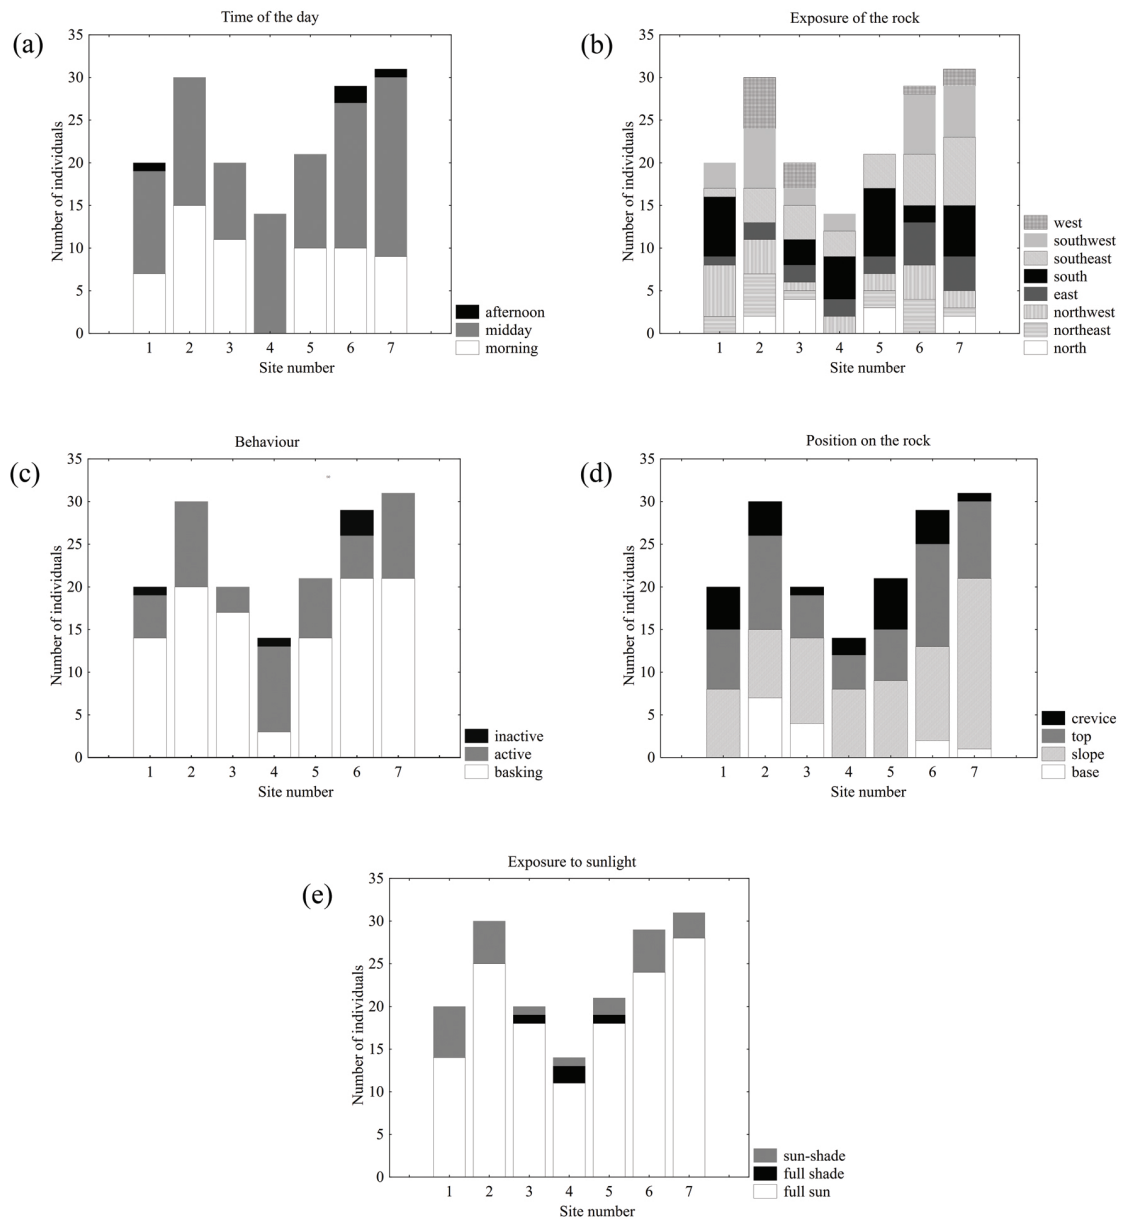 Time of the day
(a)
Number of individuals
35
30
25
20
15
10
5
0
1 2 3 4 5 6 7
Site number
afternoon
midday
morning
Exposure of the rock
(b)
Number of individuals
35
30
25
20
15
10
5
0
1 2 3 4 5 6 7
Site number
west
southwest
southeast
south
east
northwest
northeast
north
Behaviour
(c)
Number of individuals
35
30
25
20
15
10
5
0
1 2 3 4 5 6 7
Site number
inactive
active
basking
Position on the rock
(d)
Number of individuals
35
30
25
20
15
10
5
0
1 2 3 4 5 6 7
Site number
crevice
top
slope
base
Exposure to sunlight
(e)
Number of individuals
35
30
25
20
15
10
5
0
1 2 3 4 5 6 7
Site number
sun-shade
full shade
full sun